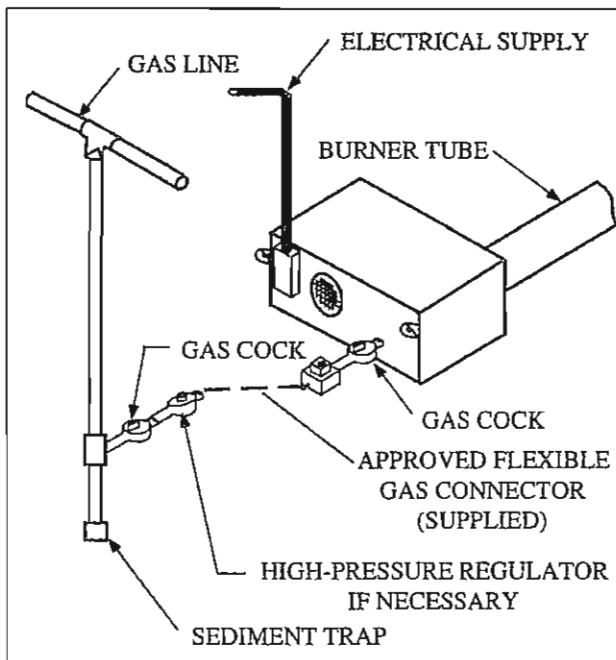 ELECTRICAL SUPPLY
GAS LINE
BURNER TUBE
GAS COCK
GAS COCK
APPROVED FLEXIBLE
GAS CONNECTOR
(SUPPLIED)
HIGH-PRESSURE REGULATOR
IF NECESSARY
SEDIMENT TRAP